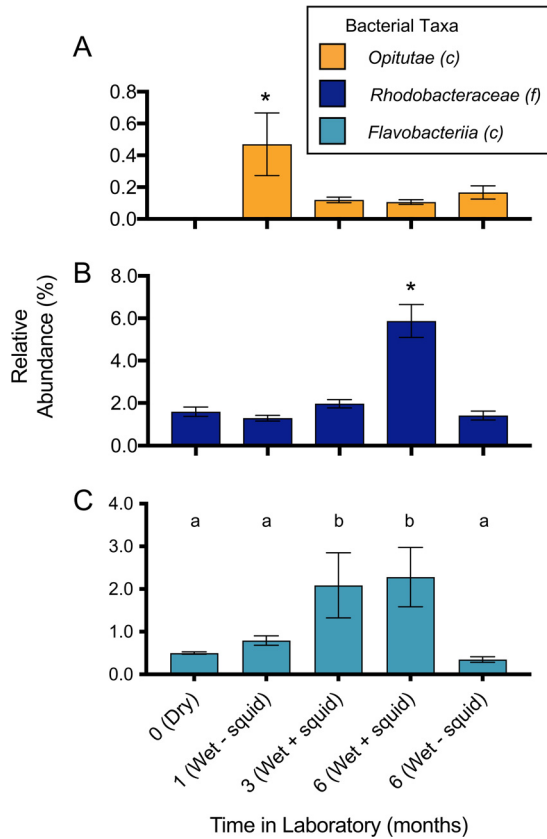 Bacterial Taxa
Opitutae (c)
Rhodobacteraceae (f)
Flavobacteriia (c)
A
0.8
0.6
0.4
0.2
0.0
*
B
8.0
6.0
4.0
2.0
0.0
*
Relative
Abundance (%)
C
4.0
3.0
2.0
1.0
0.0
a a b b a
0 (Dry)
1 (Wet - squid)
3 (Wet + squid)
6 (Wet + squid)
6 (Wet - squid)
Time in Laboratory (months)